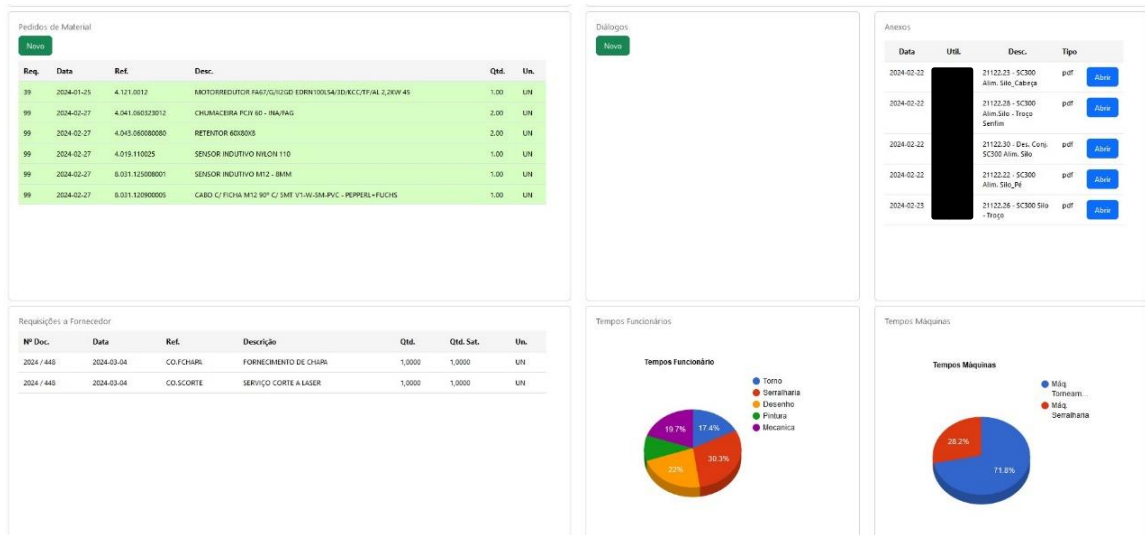 Pedidos de Material
Novo
Req. Data Ref. Desc. Qtd. Un.
39 2024-01-25 4.121.0012 MOTORREDUTOR FA67/G/II2GD EDRN100LS4/3D/KCC/TF/AL 2,2KW 4S 1.00 UN
99 2024-02-27 4.041.060323012 CHUMACEIRA PCJY 60 - INA/FAG 2.00 UN
99 2024-02-27 4.043.060080080 RETENTOR 60X80X8 2.00 UN
99 2024-02-27 4.019.110025 SENSOR INDUTIVO NYLON 110 1.00 UN
99 2024-02-27 8.031.125008001 SENSOR INDUTIVO M12 - 8MM 1.00 UN
99 2024-02-27 8.031.120900005 CABO C/ FICHA M12 90º C/ 5MT V1-W-5M-PVC - PEPPERL+FUCHS 1.00 UN
Diálogos
Novo
Anexos
Data Util. Desc. Tipo
2024-02-22 21122.23 - SC300 pdf Abrir
Alim. Silo_Cabeça
2024-02-22 21122.28 - SC300 pdf Abrir
Alim.Silo - Troço
Senfim
2024-02-22 21122.30 - Des. Conj. pdf Abrir
SC300 Alim. Silo
2024-02-22 21122.22 - SC300 pdf Abrir
Alim. Silo_Pé
2024-02-23 21122.26 - SC300 Silo pdf Abrir
- Troço
Requisições a Fornecedor
Nº Doc. Data Ref. Descrição Qtd. Qtd. Sat. Un.
2024 / 448 2024-03-04 CO.FCHAPA FORNECIMENTO DE CHAPA 1,0000 1,0000 UN
2024 / 448 2024-03-04 CO.SCORTE SERVIÇO CORTE A LASER 1,0000 1,0000 UN
Tempos Funcionários
Tempos Funcionário
Torno
Serralharia
Desenho
Pintura
Mecanica
19.7% 17.4%
30.3%
22%
Tempos Máquinas
Tempos Máquinas
Máq.
Torneam...
Máq.
Serralharia
28.2%
71.8%